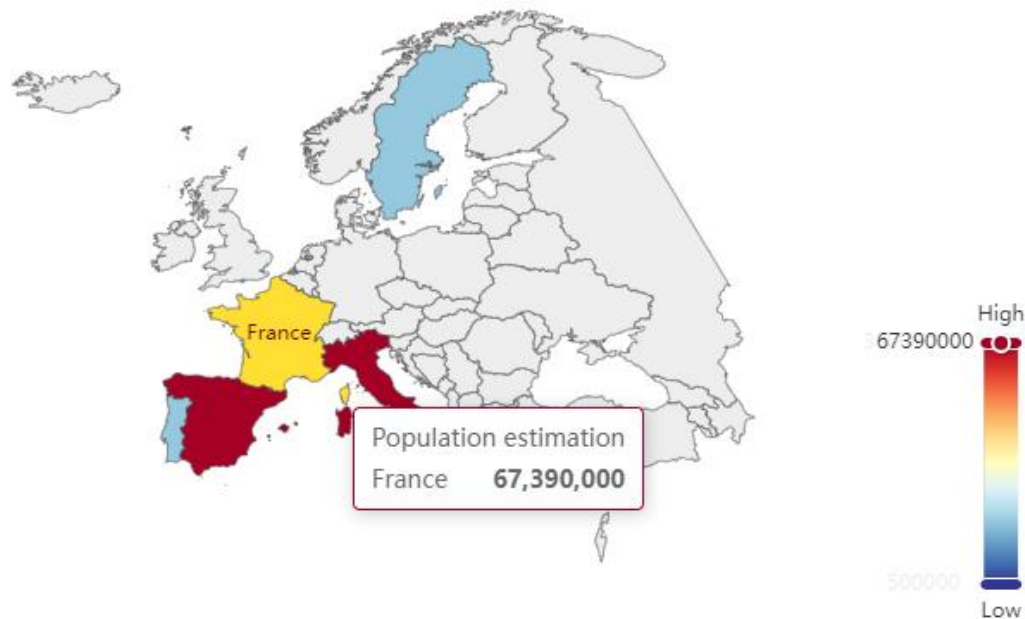 France
High
67390000
Population estimation
France 67,390,000
500000
Low